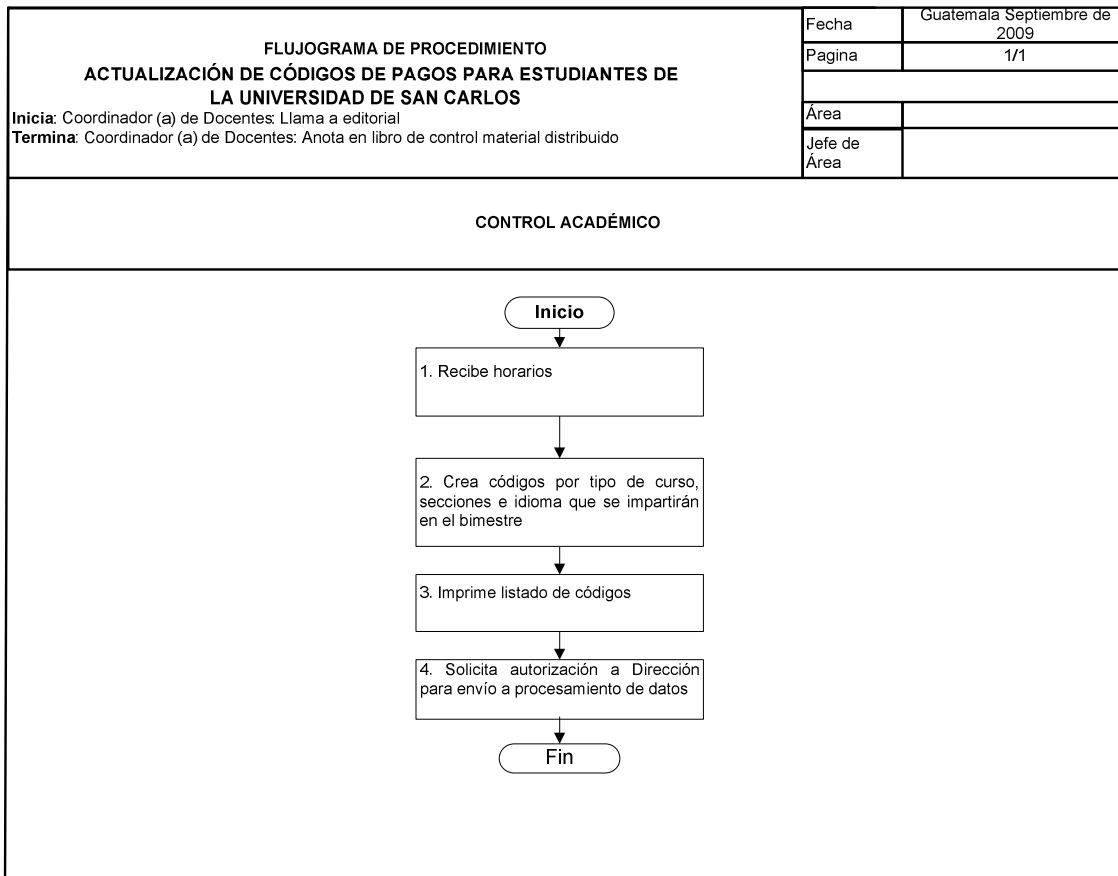 FLUJOGRAMA DE PROCEDIMIENTO
ACTUALIZACIÓN DE CÓDIGOS DE PAGOS PARA ESTUDIANTES DE
LA UNIVERSIDAD DE SAN CARLOS
Inicia: Coordinador (a) de Docentes: Llama a editorial
Termina: Coordinador (a) de Docentes: Anota en libro de control material distribuido
Fecha
Guatemala Septiembre de
2009
Pagina
1/1
Área
Jefe de
Área
CONTROL ACADÉMICO
Inicio
1. Recibe horarios
2. Crea códigos por tipo de curso,
secciones e idioma que se impartirán
en el bimestre
3. Imprime listado de códigos
4. Solicita autorización a Dirección
para envío a procesamiento de datos
Fin